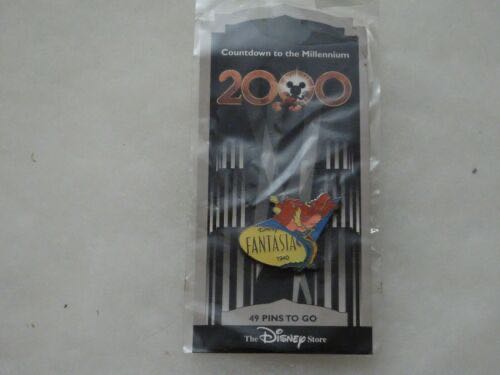 Countdown to the Millennium
2000
Disney's
FANTASIA
1940
49 PINS TO GO
The Disney Store